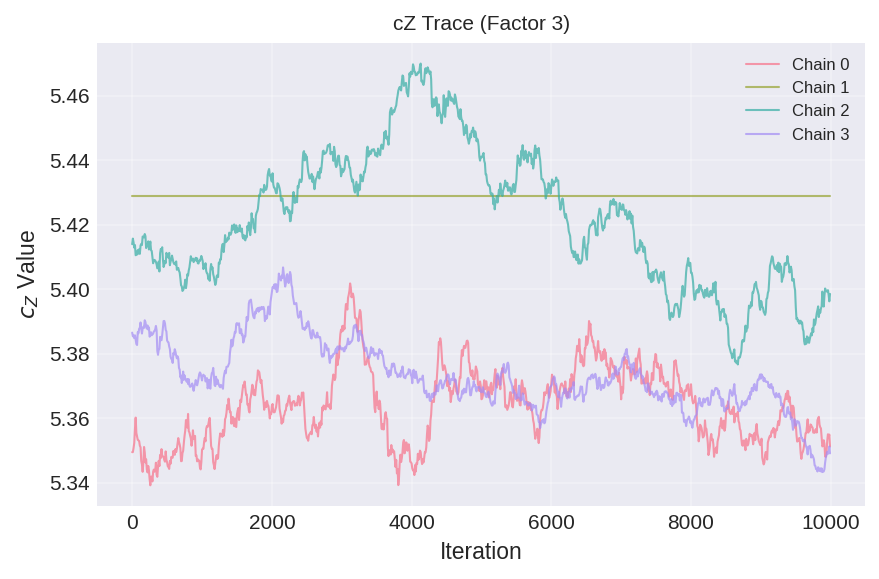 cZ Trace (Factor 3)
Chain 0
Chain 1
Chain 2
Chain 3
5.46
5.44
5.42
5.40
5.38
5.36
5.34
cZ Value
0 2000 4000 6000 8000 10000
Iteration